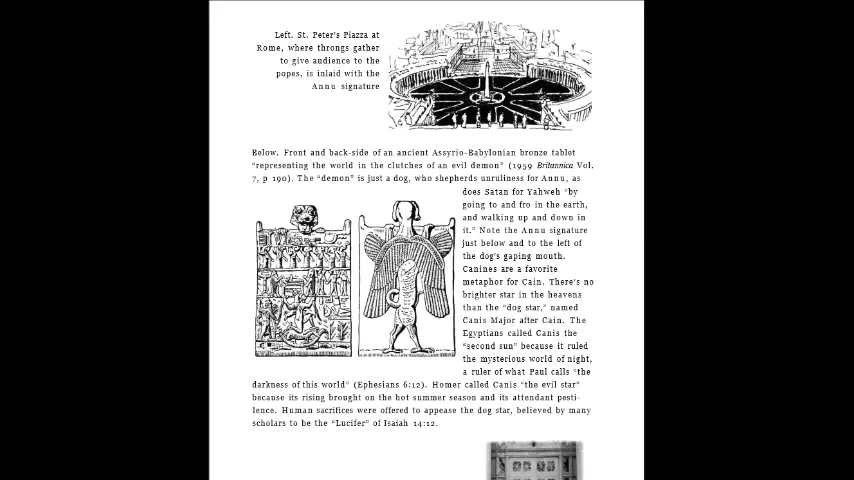 Left. St. Peter's Piazza at
Rome, where throngs gather
to give audience to the
popes, is inlaid with the
Annu signature
Below. Front and back-side of an ancient Assyrio-Babylonian bronze tablet
"representing the world in the clutches of an evil demon" (1959 Britannica Vol.
7, p 190). The "demon" is just a dog, who shepherds unruliness for Annu, as
does Satan for Yahweh "by
going to and fro in the earth,
and walking up and down in
it." Note the Annu signature
just below and to the left of
the dog's gaping mouth.
Canines are a favorite
metaphor for Cain. There's no
brighter star in the heavens
than the "dog star," named
Canis Major after Cain. The
Egyptians called Canis the
"second sun" because it ruled
the mysterious world of night,
a ruler of what Paul calls "the
darkness of this world" (Ephesians 6:12). Homer called Canis "the evil star"
because its rising brought on the hot summer season and its attendant pesti-
lence. Human sacrifices were offered to appease the dog star, believed by many
scholars to be the "Lucifer" of Isaiah 14:12.